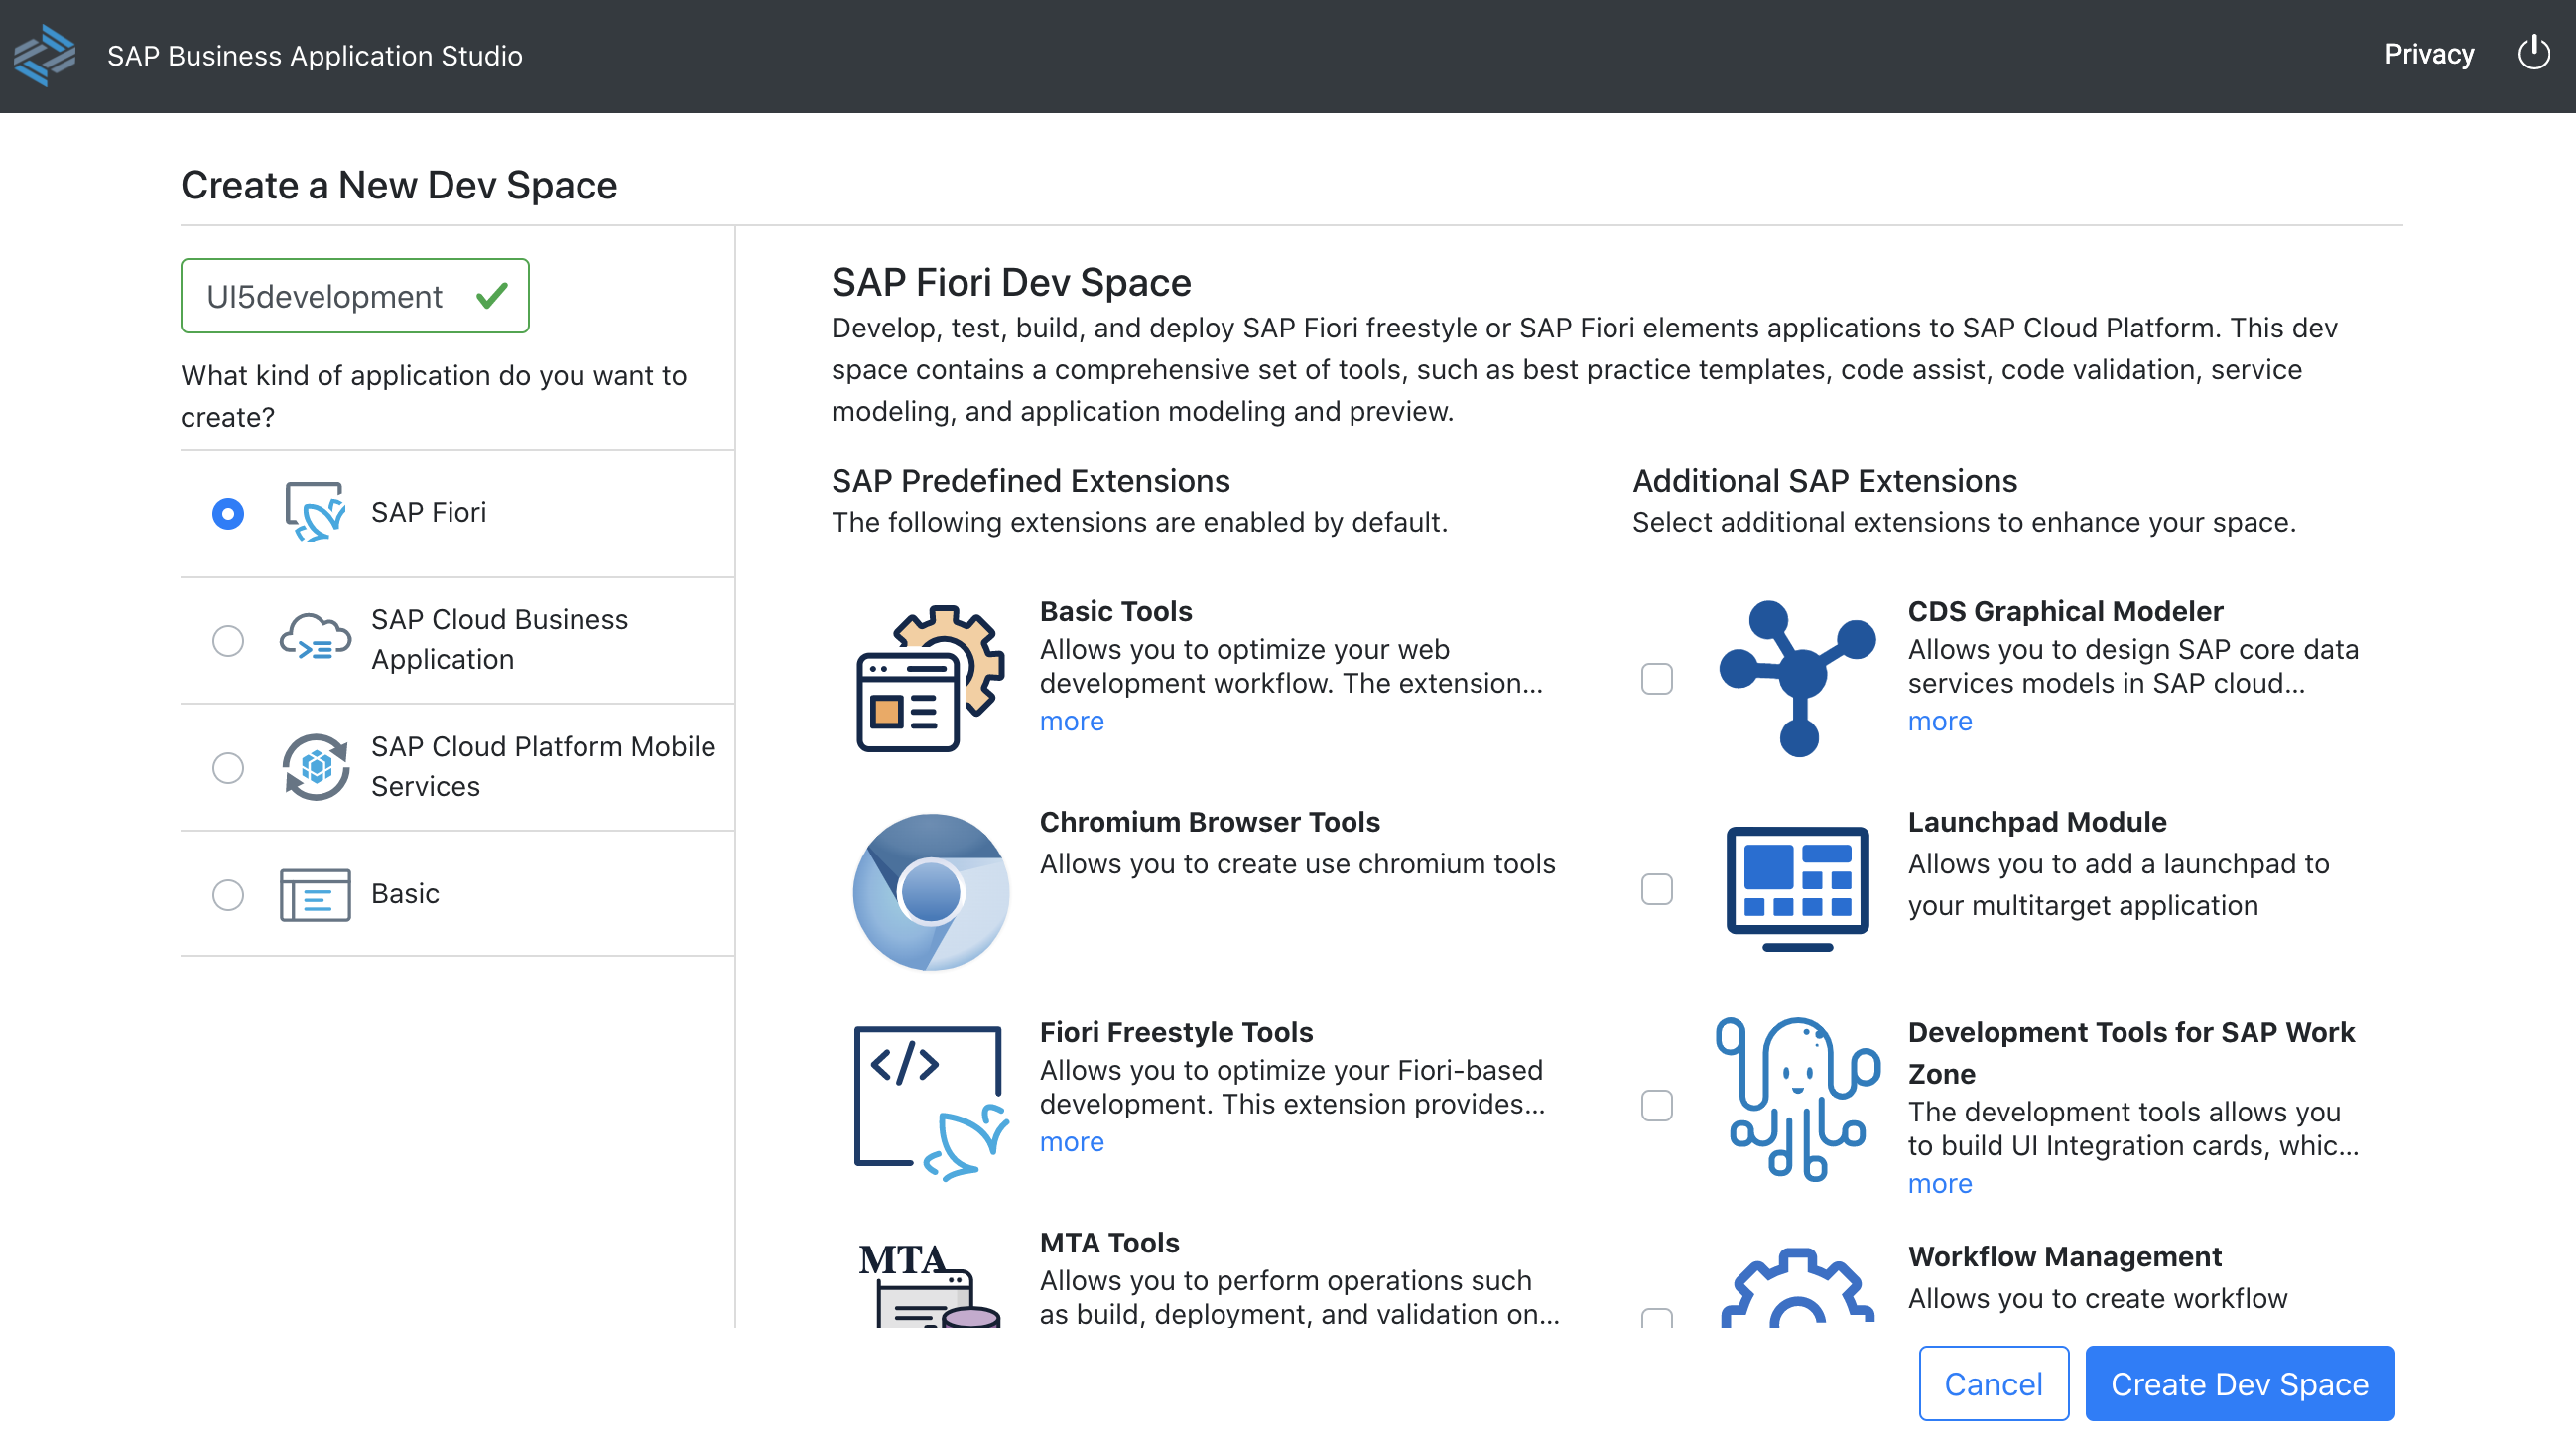 SAP Business Application Studio
Privacy
Create a New Dev Space
UI5development
What kind of application do you want to
create?
SAP Fiori
SAP Cloud Business
Application
SAP Cloud Platform Mobile
Services
Basic
SAP Fiori Dev Space
Develop, test, build, and deploy SAP Fiori freestyle or SAP Fiori elements applications to SAP Cloud Platform. This dev
space contains a comprehensive set of tools, such as best practice templates, code assist, code validation, service
modeling, and application modeling and preview.
SAP Predefined Extensions
The following extensions are enabled by default.
Basic Tools
Allows you to optimize your web
development workflow. The extension...
more
Chromium Browser Tools
Allows you to create use chromium tools
Fiori Freestyle Tools
Allows you to optimize your Fiori-based
development. This extension provides...
more
MTA
MTA Tools
Allows you to perform operations such
as build, deployment, and validation on...
Additional SAP Extensions
Select additional extensions to enhance your space.
CDS Graphical Modeler
Allows you to design SAP core data
services models in SAP cloud...
more
Launchpad Module
Allows you to add a launchpad to
your multitarget application
Development Tools for SAP Work
Zone
The development tools allows you
to build UI Integration cards, whic...
more
Workflow Management
Allows you to create workflow
Cancel
Create Dev Space